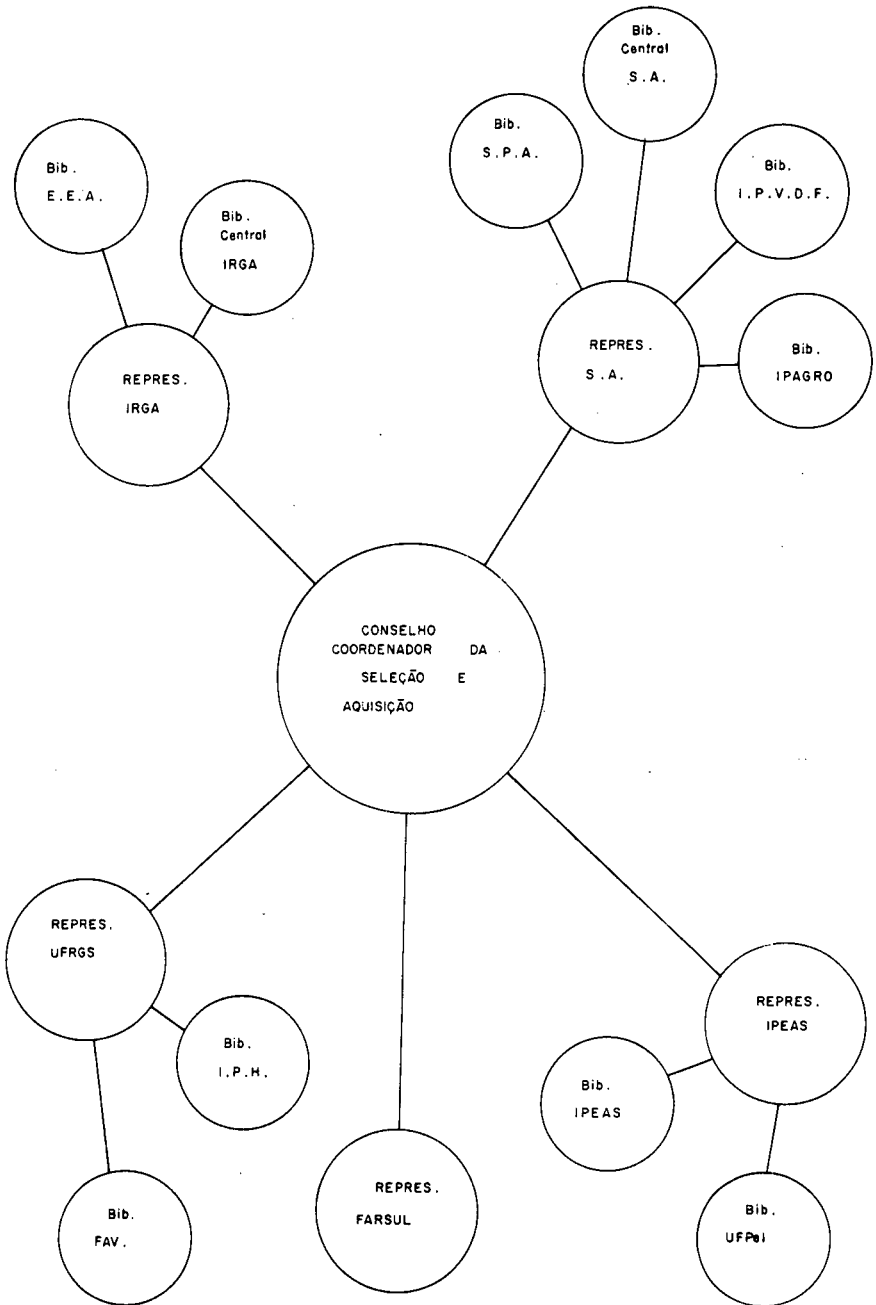 Bib.
Central
S.A.
Bib.
S.P.A.
Bib.
E.E.A.
Bib.
I.P.V.D.F.
Bib.
Central
IRGA
REPRES.
S.A.
Bib.
IPAGRO
REPRES.
IRGA
CONSELHO
COORDENADOR DA
SELEÇÃO E
AQUISIÇÃO
REPRES.
UFRGS
REPRES.
IPEAS
Bib.
I.P.H.
Bib.
IPEAS
REPRES.
FARSUL
Bib.
FAV.
Bib.
UFPel